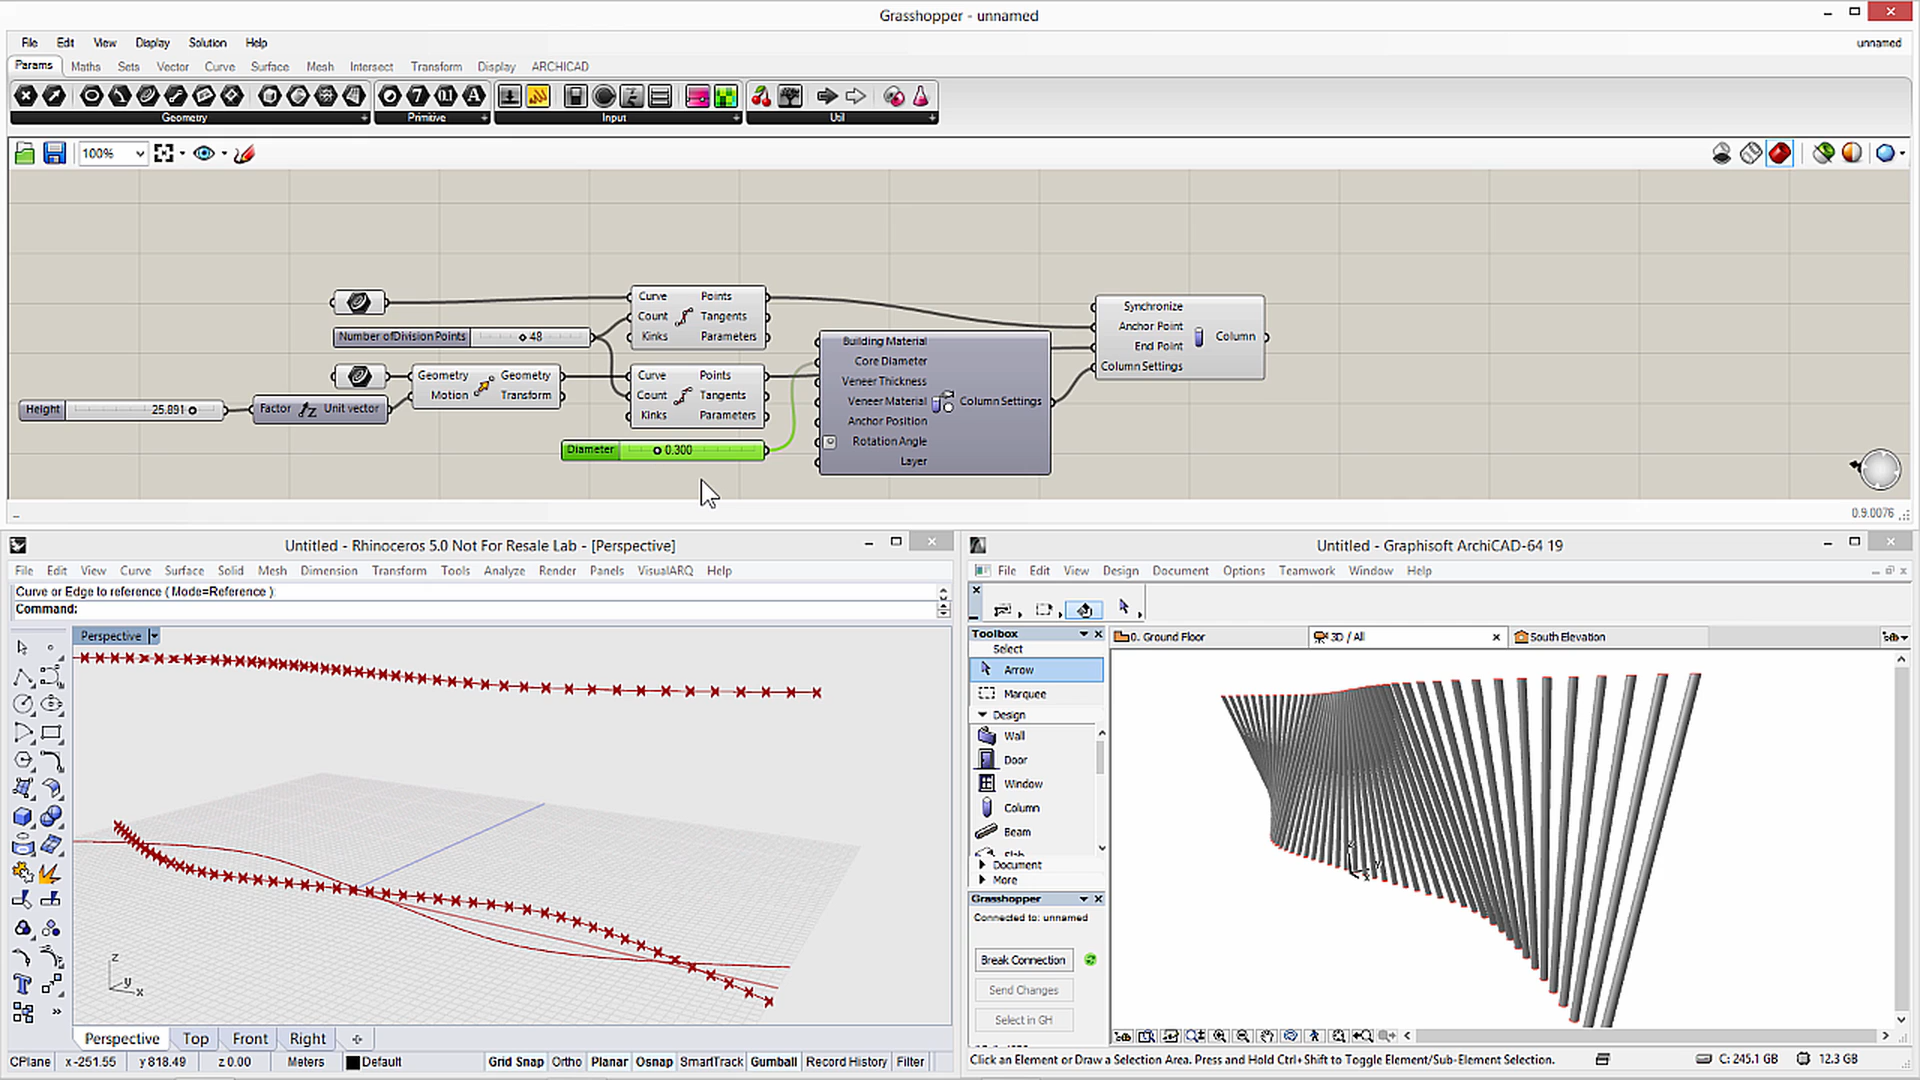 Grasshopper - unnamed
File Edit View Display Solution Help
unnamed
Params Maths Sets Vector Curve Surface Mesh Intersect Transform Display ARCHICAD
Geometry Primitive Input Util
100%
Curve Points
Count Tangents
Kinks Parameters
Number of Division Points 48
Geometry Geometry
Motion Transform
Height 25.891
Factor Unit vector
Curve Points
Count Tangents
Kinks Parameters
Diameter 0.300
Building Material
Core Diameter
Veneer Thickness
Veneer Material
Anchor Position
Rotation Angle
Layer
Column Settings
Synchronize
Anchor Point
End Point
Column Settings
Column
0.9.0076
Untitled - Rhinoceros 5.0 Not For Resale Lab - [Perspective]
File Edit View Curve Surface Solid Mesh Dimension Transform Tools Analyze Render Panels VisualARQ Help
Curve or Edge to reference ( Mode=Reference ):
Command:
Perspective
z
y
x
Perspective Top Front Right
CPlane x -251.55 y 818.49 z 0.00 Meters Default Grid Snap Ortho Planar Osnap SmartTrack Gumball Record History Filter
Untitled - Graphisoft ArchiCAD-64 19
File Edit View Design Document Options Teamwork Window Help
Toolbox
Select
Arrow
Marquee
Design
Wall
Door
Window
Column
Beam
Slab
Document
More
Grasshopper
Connected to: unnamed
Break Connection
Send Changes
Select in GH
0. Ground Floor
3D / All
South Elevation
Click an Element or Draw a Selection Area. Press and Hold Ctrl+Shift to Toggle Element/Sub-Element Selection.
C: 245.1 GB
12.3 GB